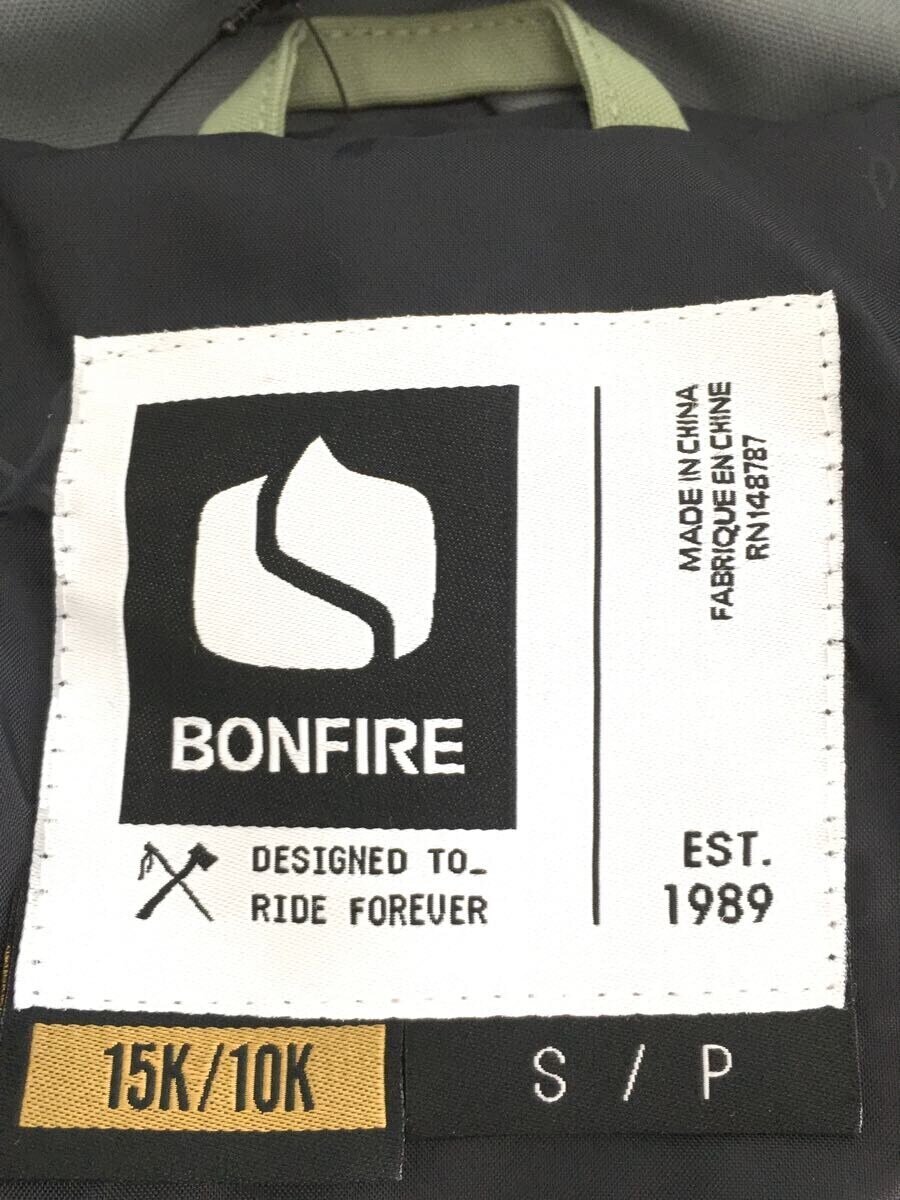 BONFIRE
DESIGNED TO_
RIDE FOREVER
MADE IN CHINA
FABRIQUE EN CHINE
RN148787
EST.
1989
15K/10K
S / P